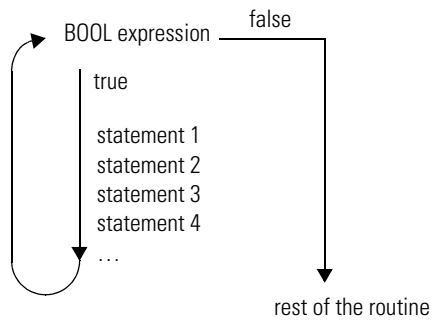 BOOL expression
false
true
statement 1
statement 2
statement 3
statement 4
…
rest of the routine